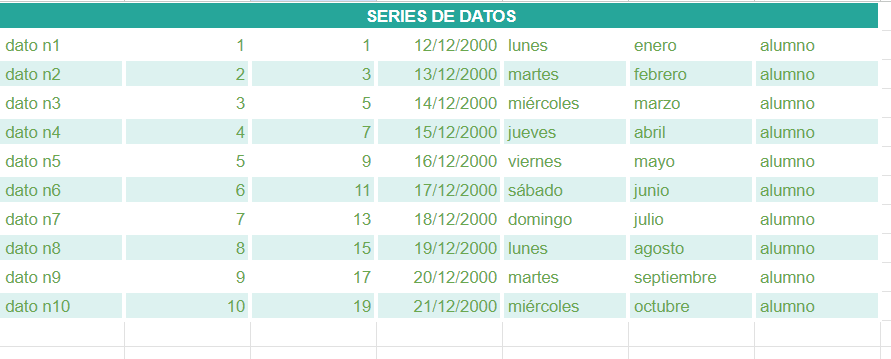 SERIES DE DATOS
dato n1 1 1 12/12/2000 lunes enero alumno
dato n2 2 3 13/12/2000 martes febrero alumno
dato n3 3 5 14/12/2000 miércoles marzo alumno
dato n4 4 7 15/12/2000 jueves abril alumno
dato n5 5 9 16/12/2000 viernes mayo alumno
dato n6 6 11 17/12/2000 sábado junio alumno
dato n7 7 13 18/12/2000 domingo julio alumno
dato n8 8 15 19/12/2000 lunes agosto alumno
dato n9 9 17 20/12/2000 martes septiembre alumno
dato n10 10 19 21/12/2000 miércoles octubre alumno